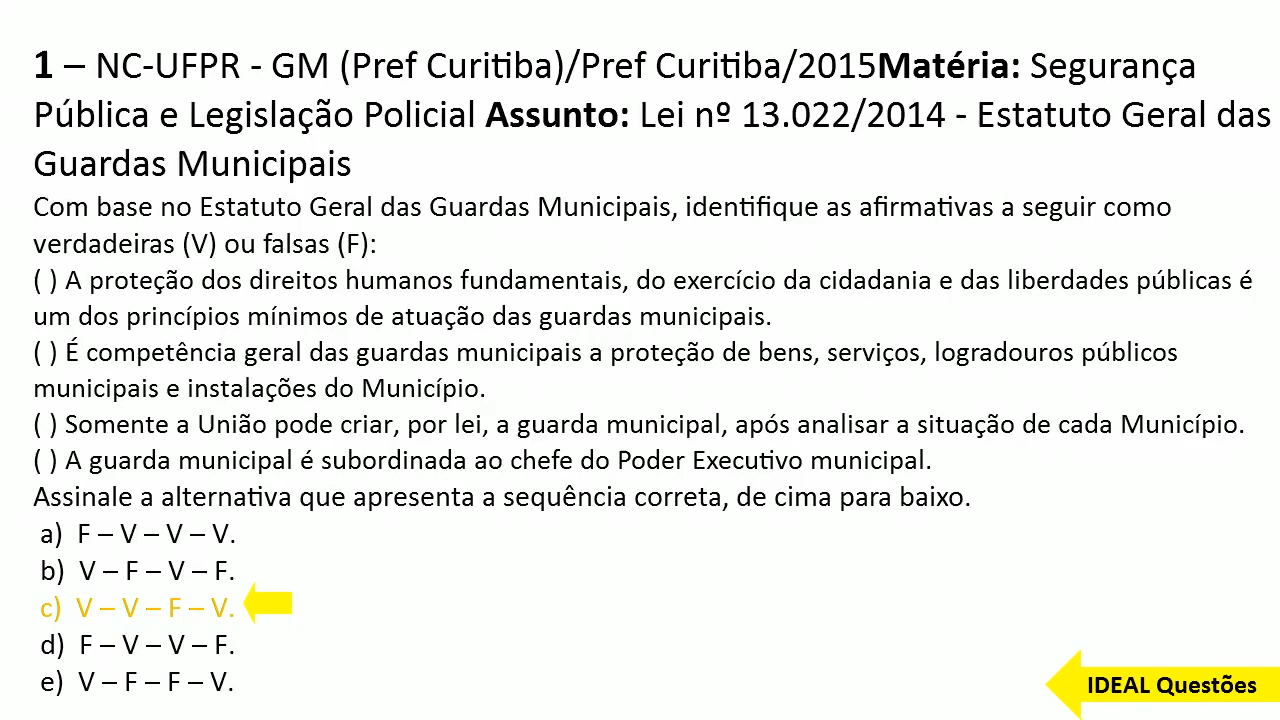 1 – NC-UFPR - GM (Pref Curitiba)/Pref Curitiba/2015Matéria: Segurança
Pública e Legislação Policial Assunto: Lei nº 13.022/2014 - Estatuto Geral das
Guardas Municipais
Com base no Estatuto Geral das Guardas Municipais, identifique as afirmativas a seguir como
verdadeiras (V) ou falsas (F):
( ) A proteção dos direitos humanos fundamentais, do exercício da cidadania e das liberdades públicas é
um dos princípios mínimos de atuação das guardas municipais.
( ) É competência geral das guardas municipais a proteção de bens, serviços, logradouros públicos
municipais e instalações do Município.
( ) Somente a União pode criar, por lei, a guarda municipal, após analisar a situação de cada Município.
( ) A guarda municipal é subordinada ao chefe do Poder Executivo municipal.
Assinale a alternativa que apresenta a sequência correta, de cima para baixo.
a) F – V – V – V.
b) V – F – V – F.
c) V – V – F – V.
d) F – V – V – F.
e) V – F – F – V.
IDEAL Questões